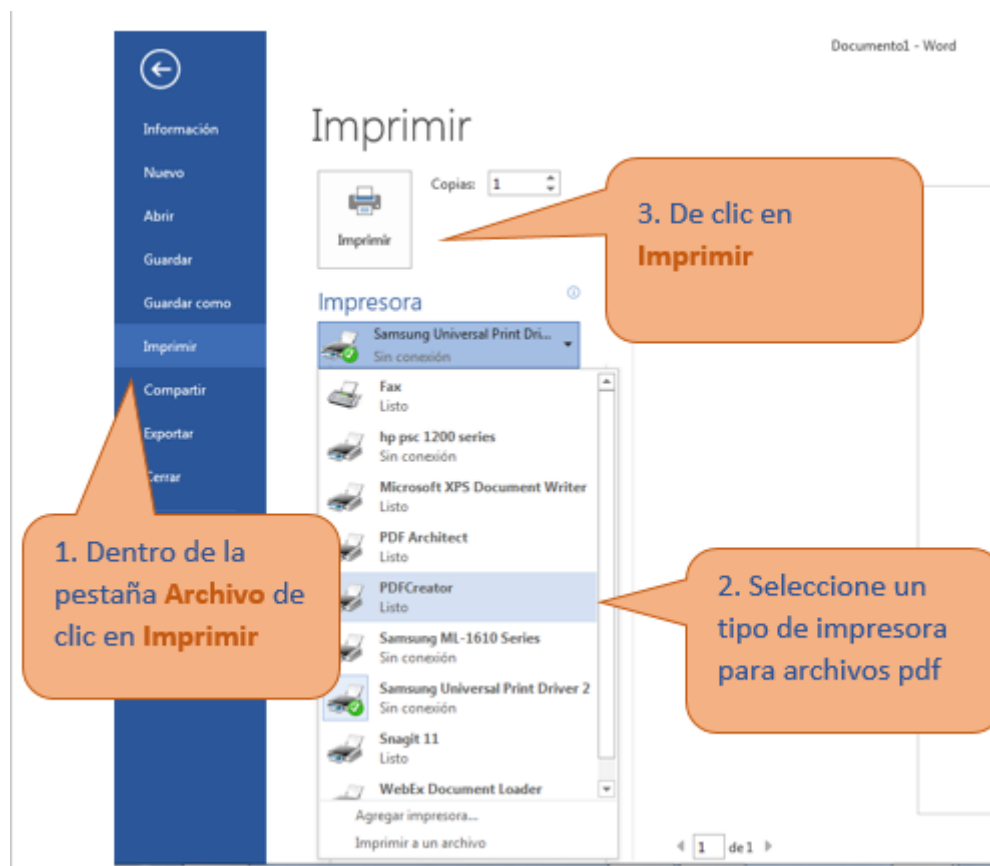 Documento1 - Word
Información
Nuevo
Abrir
Guardar
Guardar como
Imprimir
Compartir
Exportar
Cerrar
Imprimir
Copias: 1
Imprimir
3. De clic en
Imprimir
Impresora
Samsung Universal Print Dri...
Sin conexión
Fax
Listo
hp psc 1200 series
Sin conexión
Microsoft XPS Document Writer
Listo
PDF Architect
Listo
PDFCreator
Listo
Samsung ML-1610 Series
Sin conexión
Samsung Universal Print Driver 2
Sin conexión
Snagit 11
Listo
WebEx Document Loader
Agregar impresora...
Imprimir a un archivo
1. Dentro de la
pestaña Archivo de
clic en Imprimir
2. Seleccione un
tipo de impresora
para archivos pdf
1 de 1